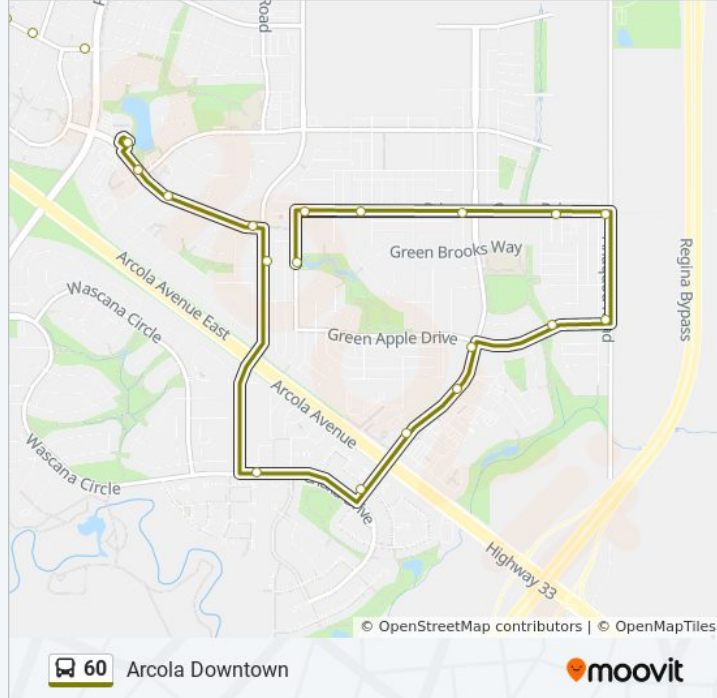 Road
Green Brooks Way
Regina Bypass
Arcola Avenue East
Wascana Circle
Green Apple Drive
Arcola Avenue
Wascana Circle
Drive
Highway 33
© OpenStreetMap contributors | © OpenMapTiles
60 Arcola Downtown
moovit